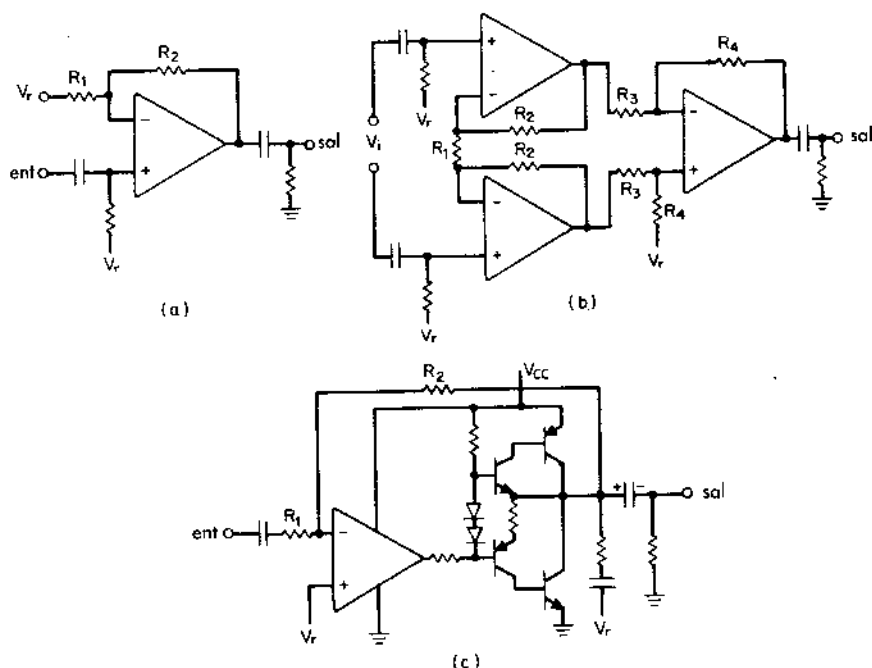 R₂
R₁
Vr
−
+
ent
sal
Vr
(a)
+
−
Vr
Vi
R₁
R₂
R₂
−
+
Vr
R₃
R₃
R₄
−
+
R₄
Vr
sal
(b)
R₂
VCC
ent
R₁
−
+
Vr
+ −
sal
Vr
(c)